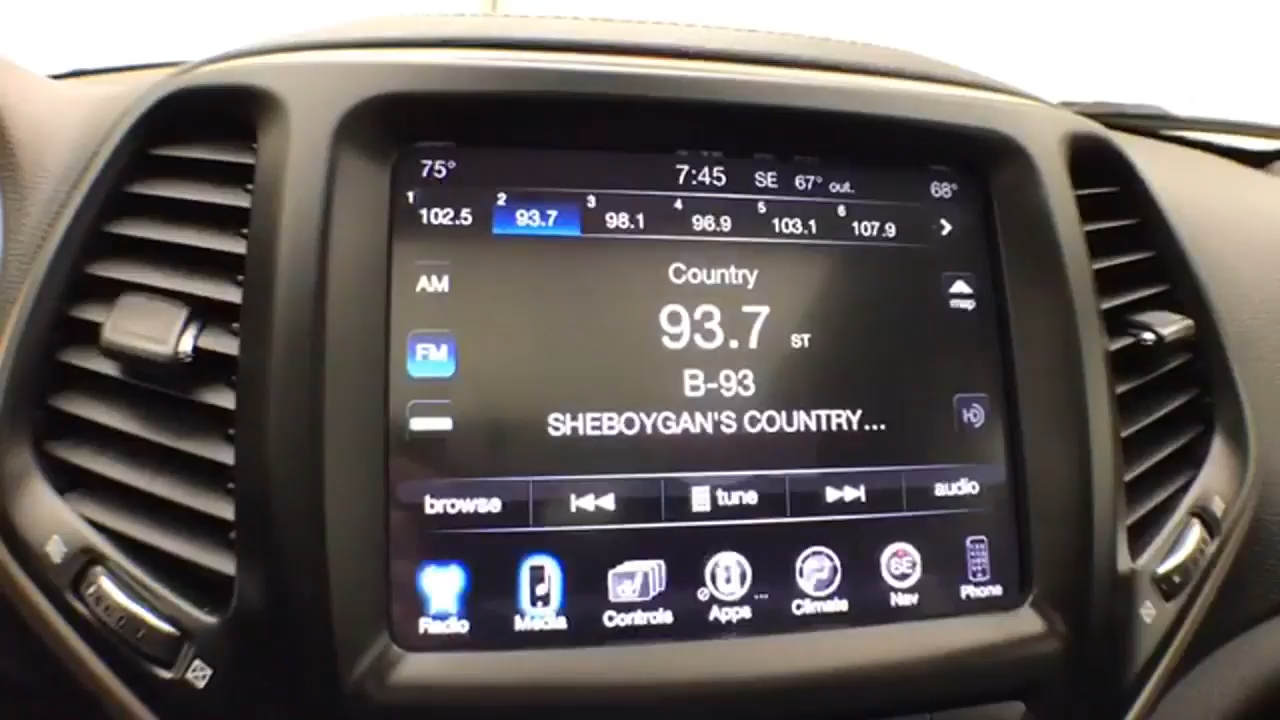 75° 7:45 SE 67° out. 68°
1 102.5 2 93.7 3 98.1 4 96.9 5 103.1 6 107.9
AM Country
map
93.7 ST
FM
B-93
SHEBOYGAN'S COUNTRY...
HD
browse tune audio
Radio Media Controls Apps ... Climate SE Nav Phone